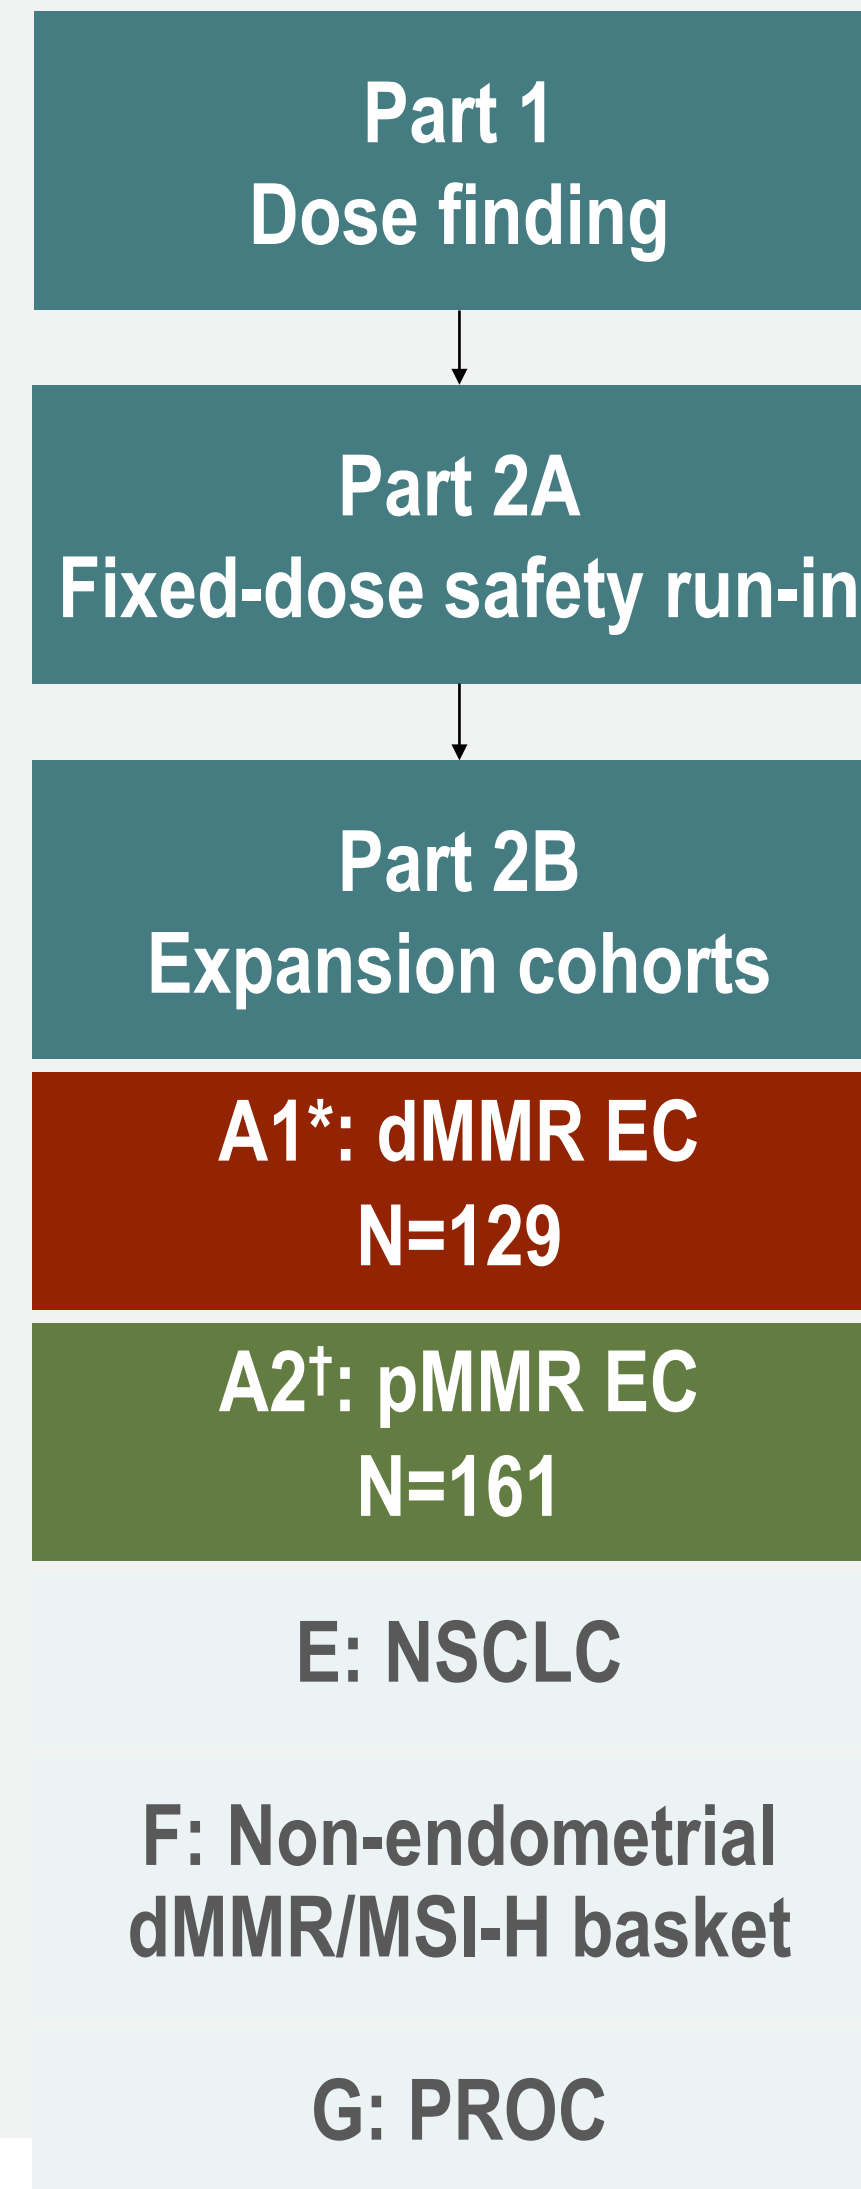 Part 1
Dose finding
Part 2A
Fixed-dose safety run-in
Part 2B
Expansion cohorts
A1*: dMMR EC
N=129
A2†: pMMR EC
N=161
E: NSCLC
F: Non-endometrial
dMMR/MSI-H basket
G: PROC